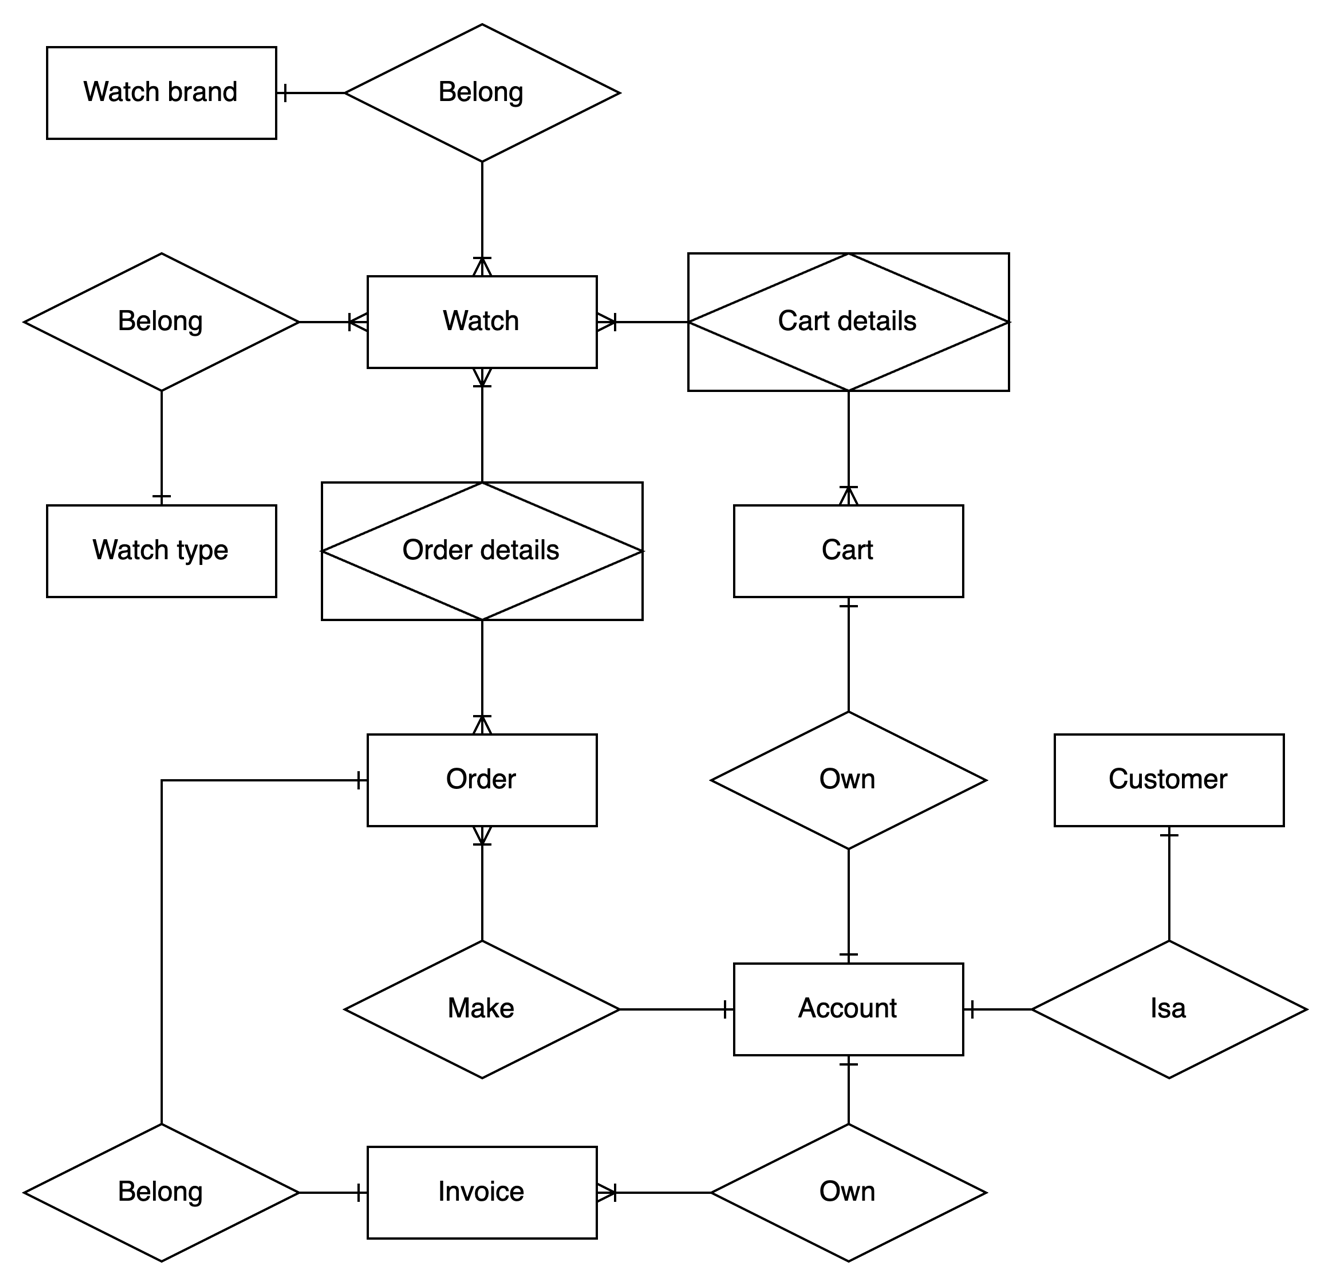 Watch brand
Belong
Belong
Watch
Cart details
Watch type
Order details
Cart
Order
Own
Customer
Make
Account
Isa
Belong
Invoice
Own